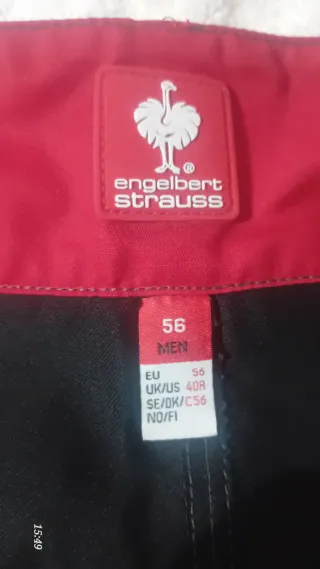 ®
engelbert
strauss
56
MEN
EU 56
UK/US 40R
SE/DK/ C56
NO/FI
15:49